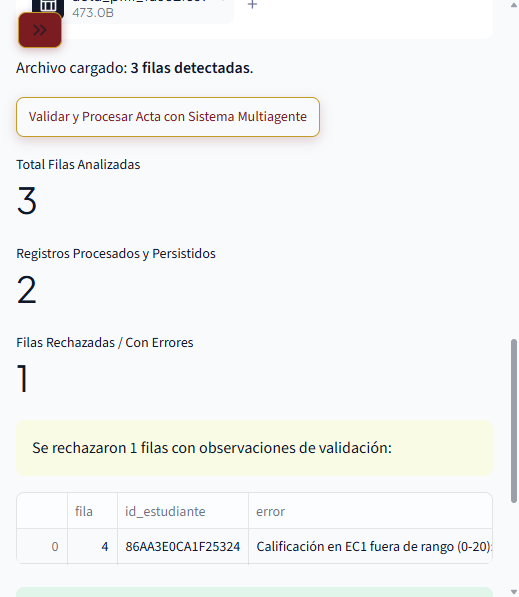 473.0B
Archivo cargado: 3 filas detectadas.
Validar y Procesar Acta con Sistema Multiagente
Total Filas Analizadas
3
Registros Procesados y Persistidos
2
Filas Rechazadas / Con Errores
1
Se rechazaron 1 filas con observaciones de validación:
fila id_estudiante error
0 4 86AA3E0CA1F25324 Calificación en EC1 fuera de rango (0-20):